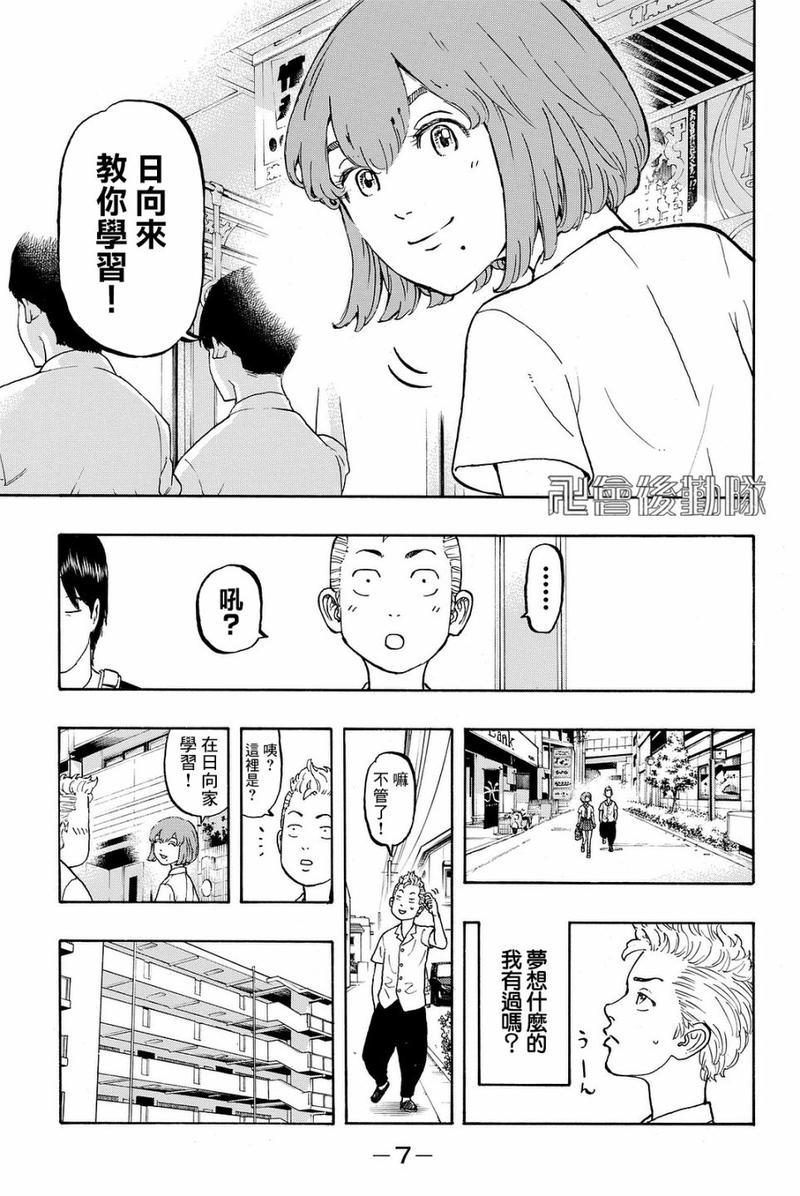 日向來
教你學習！
卍會後勤隊
……
吼？
Bank
夢想什麼的
我有過嗎？
うーん
嘛
不管了！
咦？
這裡是？
在日向家
學習！
－7－